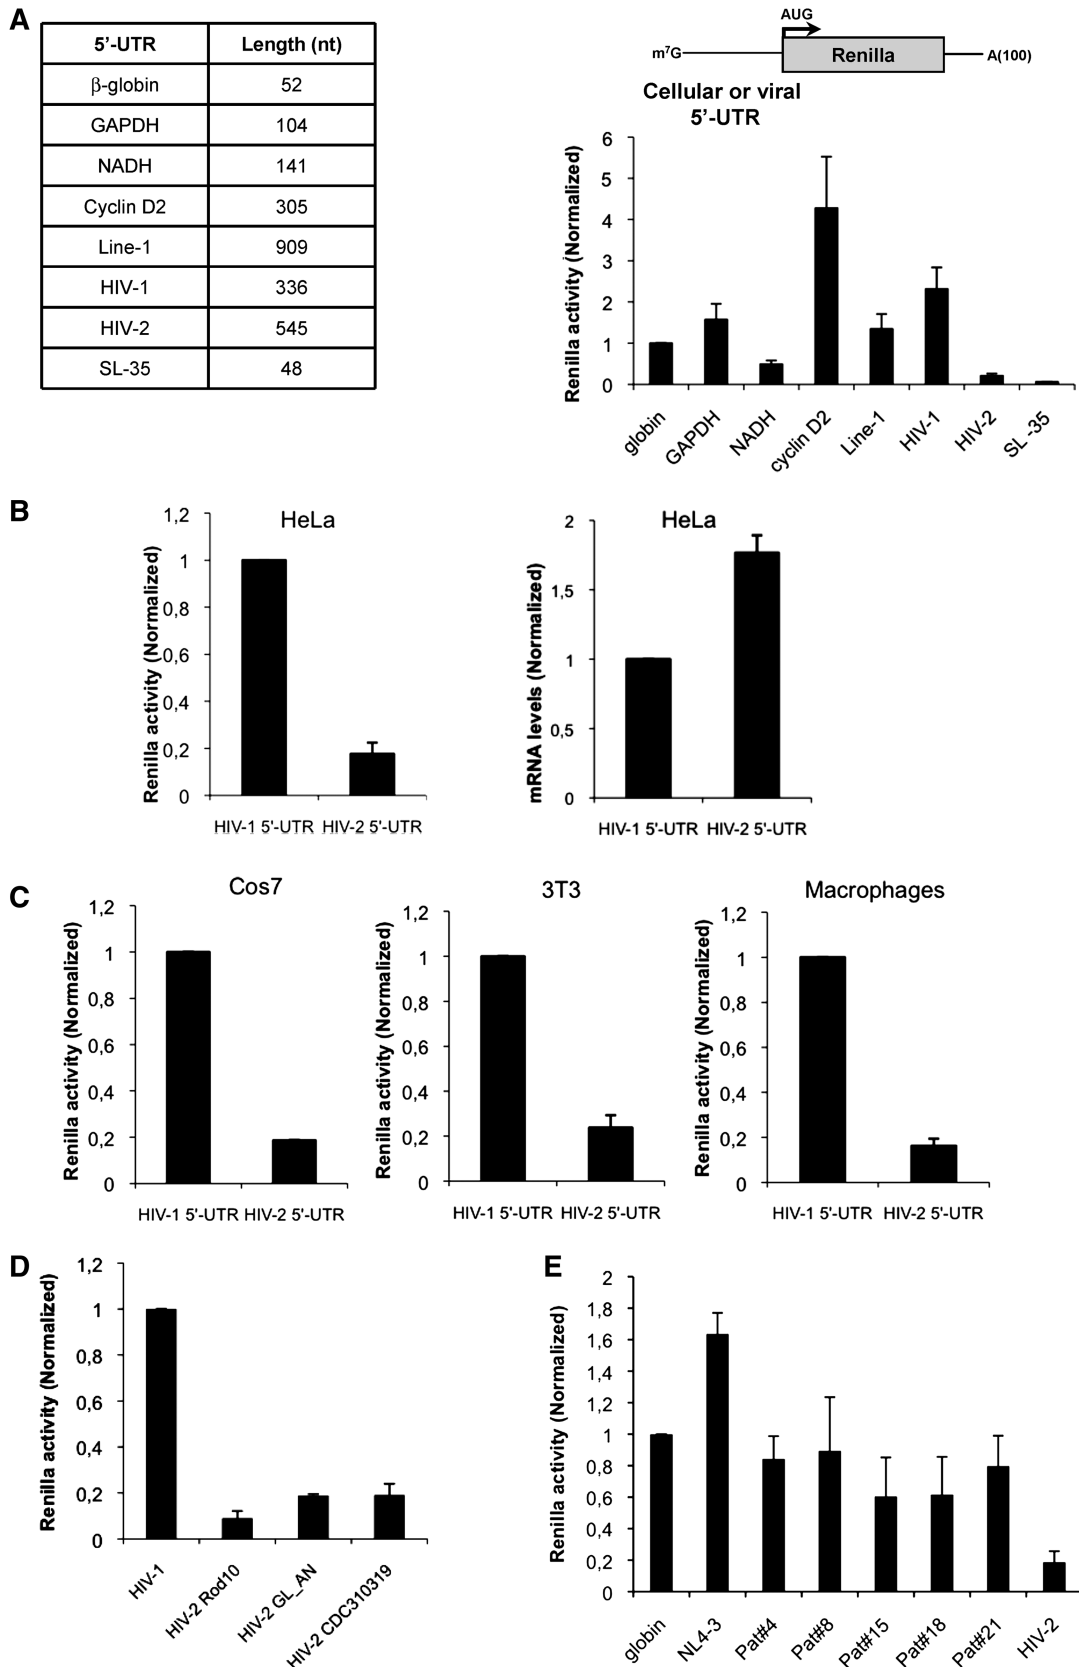 A
5'-UTR Length (nt)
β-globin 52
GAPDH 104
NADH 141
Cyclin D2 305
Line-1 909
HIV-1 336
HIV-2 545
SL-35 48
AUG
m⁷G Renilla A(100)
Cellular or viral
5'-UTR
Renilla activity (Normalized)
6
5
4
3
2
1
0
globin GAPDH NADH cyclin D2 Line-1 HIV-1 HIV-2 SL -35
B
HeLa
Renilla activity (Normalized)
1,2
1
0,8
0,6
0,4
0,2
0
HIV-1 5'-UTR HIV-2 5'-UTR
HeLa
mRNA levels (Normalized)
2
1,5
1
0,5
0
HIV-1 5'-UTR HIV-2 5'-UTR
C
Cos7
Renilla activity (Normalized)
1,2
1
0,8
0,6
0,4
0,2
0
HIV-1 5'-UTR HIV-2 5'-UTR
3T3
Renilla activity (Normalized)
1,2
1
0,8
0,6
0,4
0,2
0
HIV-1 5'-UTR HIV-2 5'-UTR
Macrophages
Renilla activity (Normalized)
1,2
1
0,8
0,6
0,4
0,2
0
HIV-1 5'-UTR HIV-2 5'-UTR
D
Renilla activity (Normalized)
1,2
1
0,8
0,6
0,4
0,2
0
HIV-1 HIV-2 Rod10 HIV-2 GL_AN HIV-2 CDC310319
E
Renilla activity (Normalized)
2
1,8
1,6
1,4
1,2
1
0,8
0,6
0,4
0,2
0
globin NL4-3 Pat#4 Pat#8 Pat#15 Pat#18 Pat#21 HIV-2